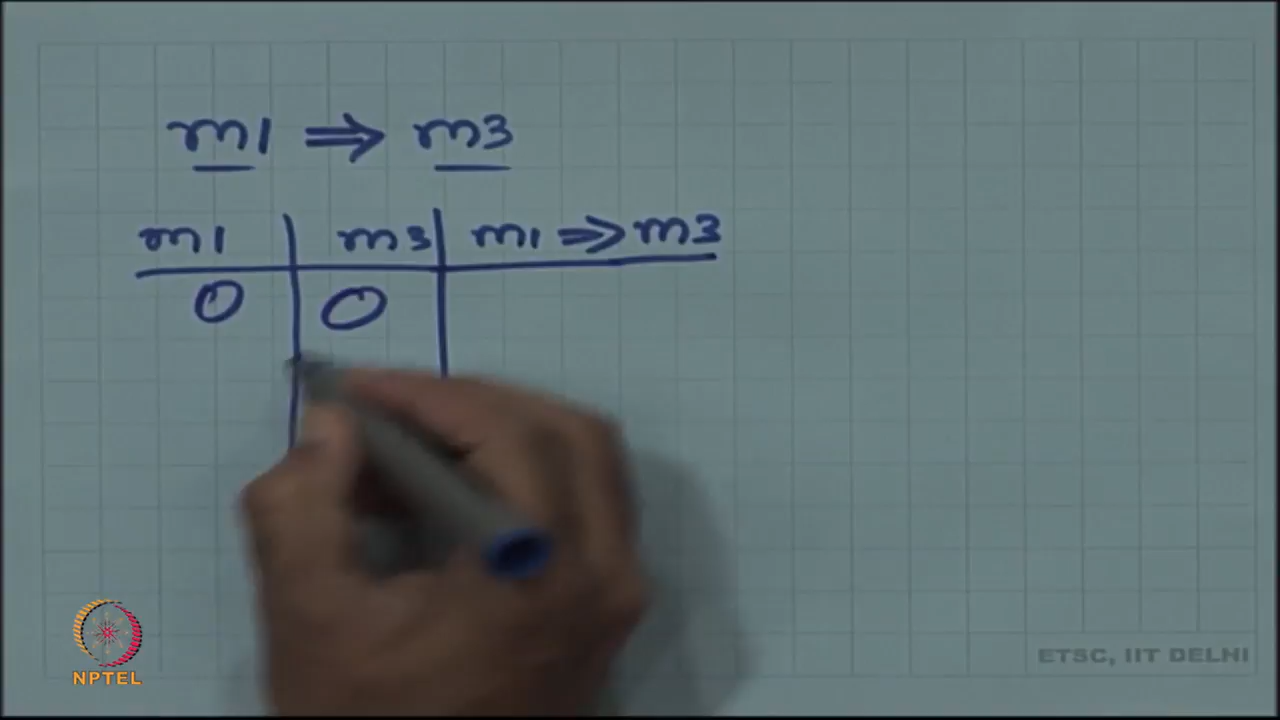 m1 ⇒ m3
m1 m3 m1 ⇒ m3
0 0
NPTEL
ETSC, IIT DELHI